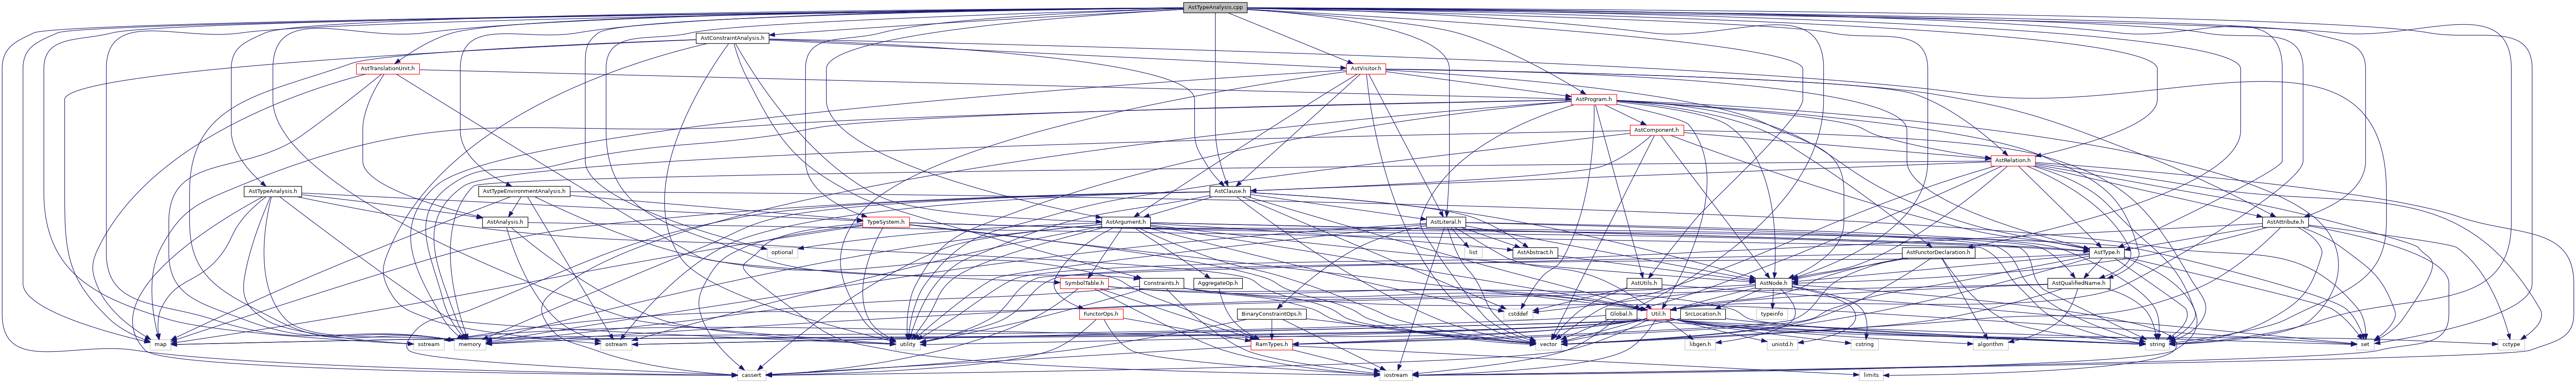 AstTypeAnalysis.cpp
AstConstraintAnalysis.h
AstTranslationUnit.h
AstVisitor.h
AstProgram.h
AstComponent.h
AstRelation.h
AstTypeAnalysis.h
AstTypeEnvironmentAnalysis.h
AstClause.h
AstAnalysis.h
TypeSystem.h
AstArgument.h
AstLiteral.h
AstAttribute.h
optional
list
AstAbstract.h
AstFunctorDeclaration.h
AstType.h
SymbolTable.h
Constraints.h
AggregateOp.h
AstUtils.h
AstNode.h
AstQualifiedName.h
cstddef
typeinfo
FunctorOps.h
BinaryConstraintOps.h
Global.h
Util.h
SrcLocation.h
map
sstream
memory
ostream
utility
vector
RamTypes.h
libgen.h
unistd.h
cstring
algorithm
string
set
cctype
cassert
iostream
limits